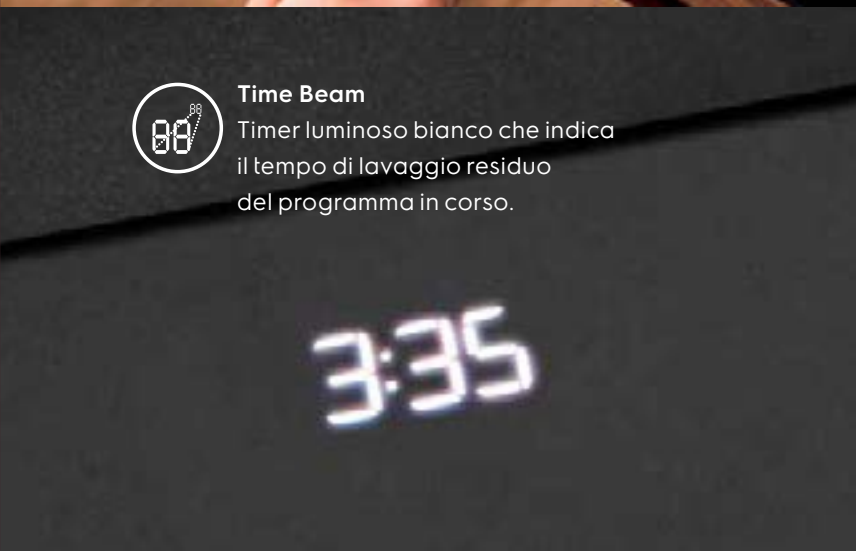 88
88
Time Beam
Timer luminoso bianco che indica
il tempo di lavaggio residuo
del programma in corso.
3:35